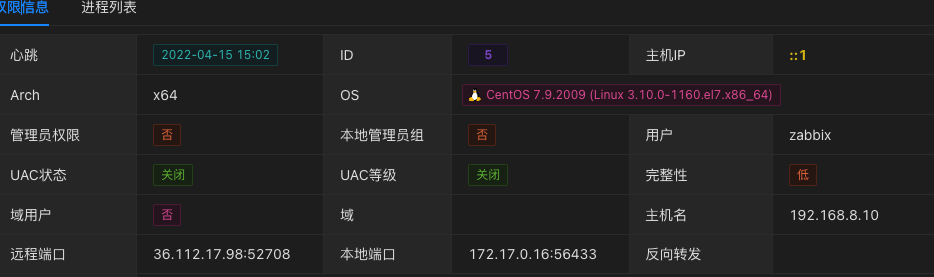 权限信息 进程列表
心跳 2022-04-15 15:02 ID 5 主机IP ::1
Arch x64 OS CentOS 7.9.2009 (Linux 3.10.0-1160.el7.x86_64)
管理员权限 否 本地管理员组 否 用户 zabbix
UAC状态 关闭 UAC等级 关闭 完整性 低
域用户 否 域 主机名 192.168.8.10
远程端口 36.112.17.98:52708 本地端口 172.17.0.16:56433 反向转发